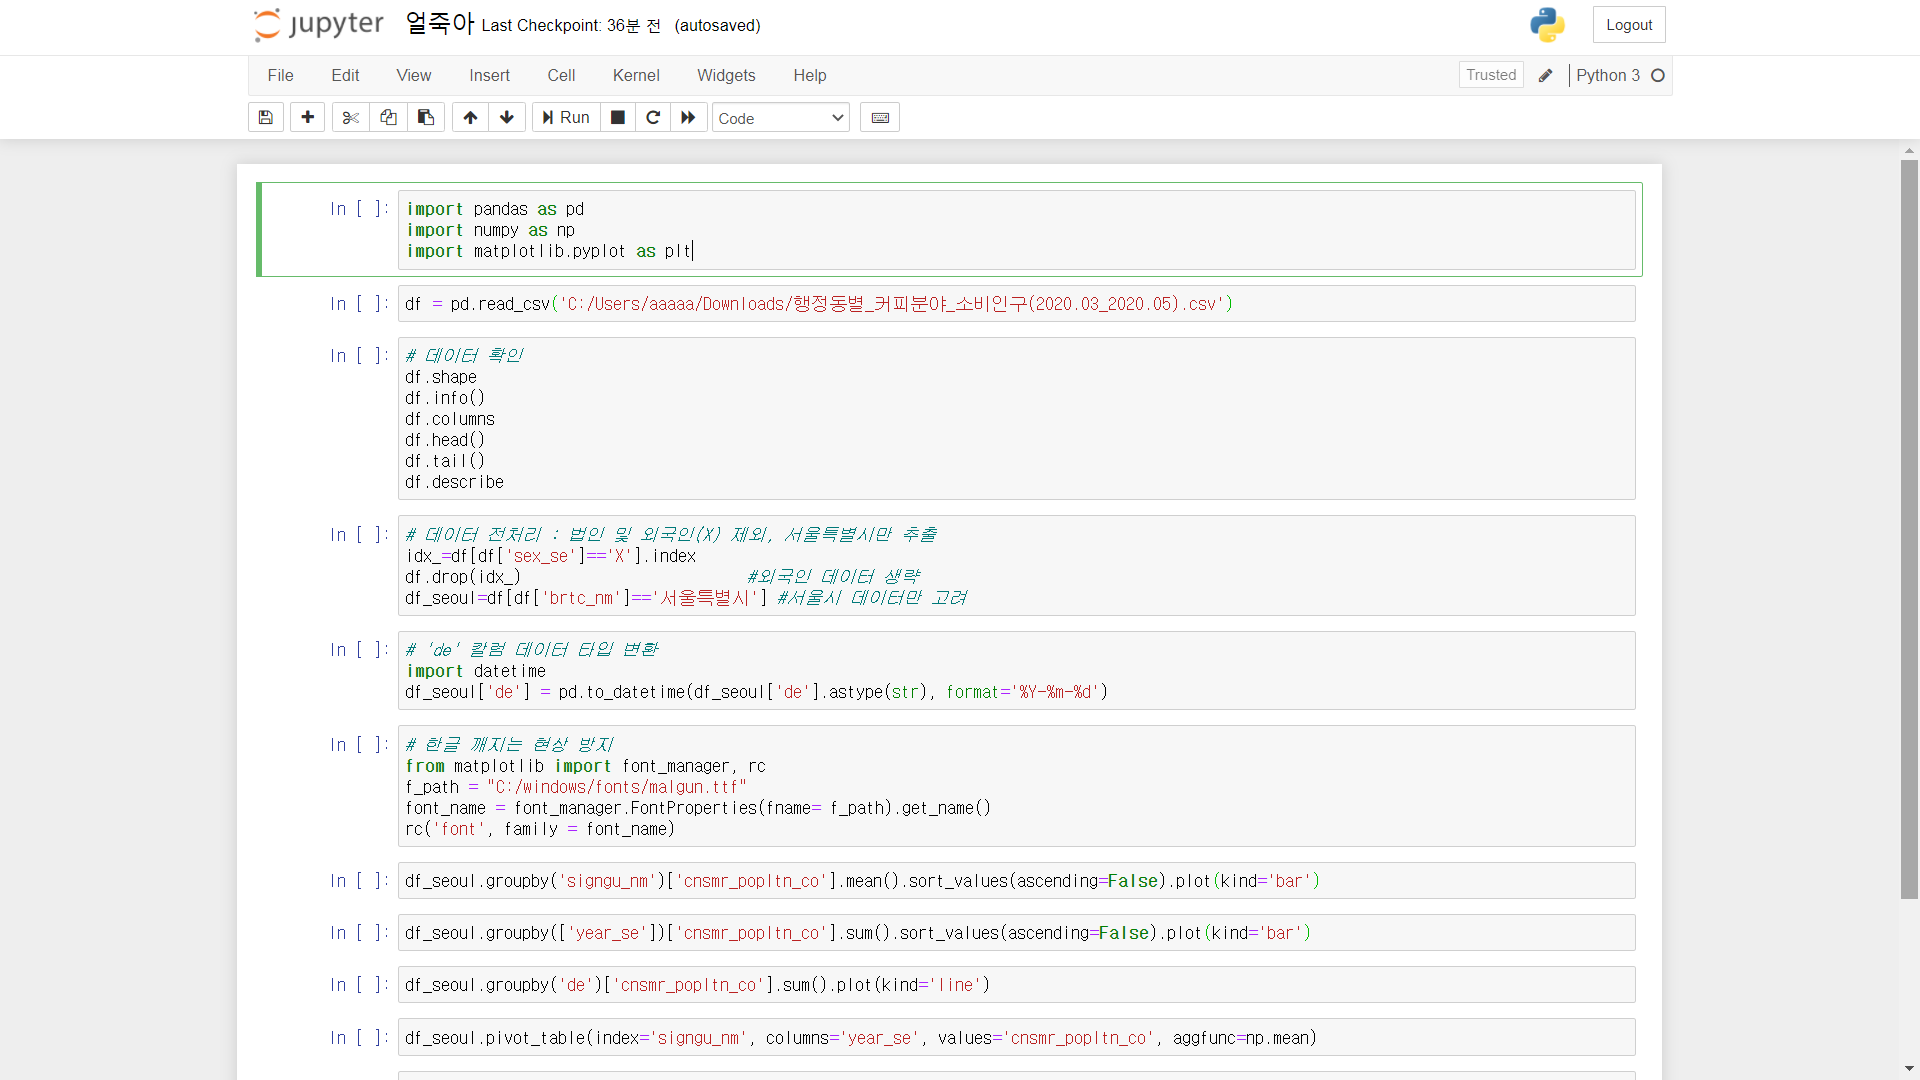 jupyter 얼죽아 Last Checkpoint: 36분 전 (autosaved)
Logout
File Edit View Insert Cell Kernel Widgets Help
Trusted Python 3
Run Code
In [ ]: import pandas as pd
import numpy as np
import matplotlib.pyplot as plt
In [ ]: df = pd.read_csv('C:/Users/aaaaa/Downloads/행정동별_커피분야_소비인구(2020.03_2020.05).csv')
In [ ]: # 데이터 확인
df.shape
df.info()
df.columns
df.head()
df.tail()
df.describe
In [ ]: # 데이터 전처리 : 법인 및 외국인(X) 제외, 서울특별시만 추출
idx_=df[df['sex_se']=='X'].index
df.drop(idx_) #외국인 데이터 생략
df_seoul=df[df['brtc_nm']=='서울특별시'] #서울시 데이터만 고려
In [ ]: # 'de' 칼럼 데이터 타입 변환
import datetime
df_seoul['de'] = pd.to_datetime(df_seoul['de'].astype(str), format='%Y-%m-%d')
In [ ]: # 한글 깨지는 현상 방지
from matplotlib import font_manager, rc
f_path = "C:/windows/fonts/malgun.ttf"
font_name = font_manager.FontProperties(fname= f_path).get_name()
rc('font', family = font_name)
In [ ]: df_seoul.groupby('signgu_nm')['cnsmr_popltn_co'].mean().sort_values(ascending=False).plot(kind='bar')
In [ ]: df_seoul.groupby(['year_se'])['cnsmr_popltn_co'].sum().sort_values(ascending=False).plot(kind='bar')
In [ ]: df_seoul.groupby('de')['cnsmr_popltn_co'].sum().plot(kind='line')
In [ ]: df_seoul.pivot_table(index='signgu_nm', columns='year_se', values='cnsmr_popltn_co', aggfunc=np.mean)